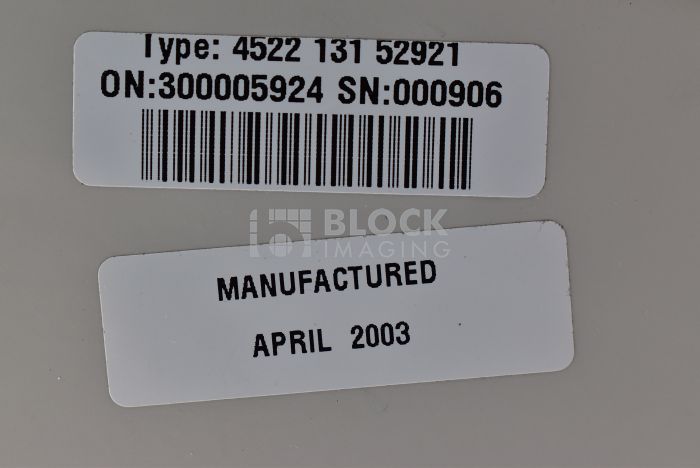 Type: 4522 131 52921
ON:300005924 SN:000906
BLOCK
IMAGING
MANUFACTURED
APRIL 2003